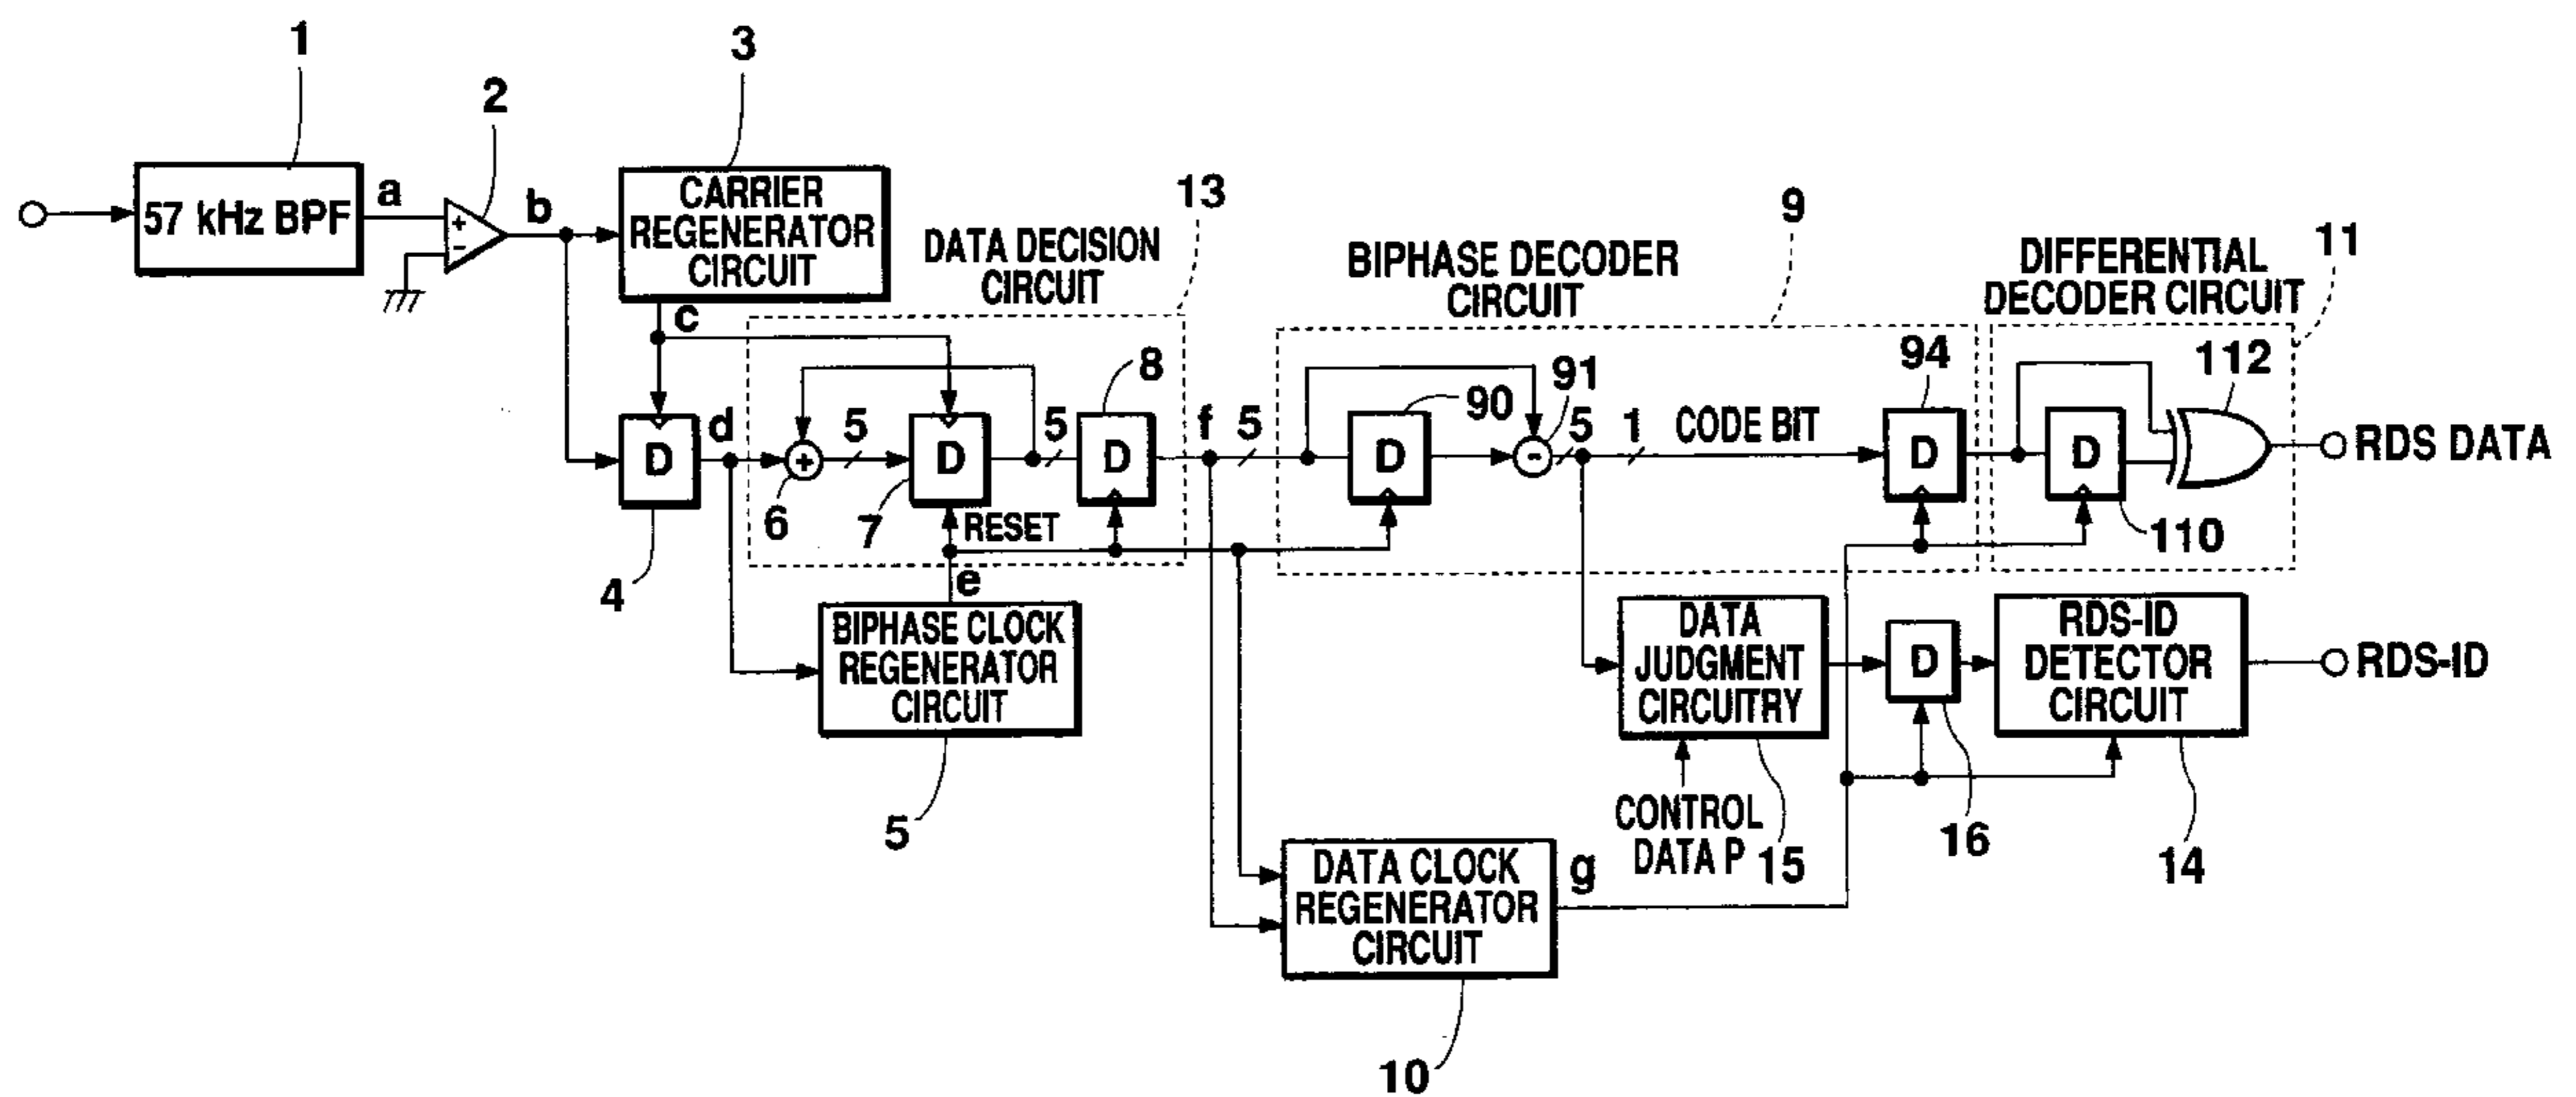 1
2
3
57 kHz BPF
a
b
CARRIER
REGENERATOR
CIRCUIT
c
DATA DECISION
CIRCUIT
13
BIPHASE DECODER
CIRCUIT
9
DIFFERENTIAL
DECODER CIRCUIT
11
D
d
4
+
-
+
6
5
D
7
RESET
5
D
8
f
5
e
BIPHASE CLOCK
REGENERATOR
CIRCUIT
5
D
90
-
91
5
1
CODE BIT
D
94
D
110
112
RDS DATA
DATA
JUDGMENT
CIRCUITRY
CONTROL
DATA P
15
D
16
RDS-ID
DETECTOR
CIRCUIT
14
RDS-ID
DATA CLOCK
REGENERATOR
CIRCUIT
g
10